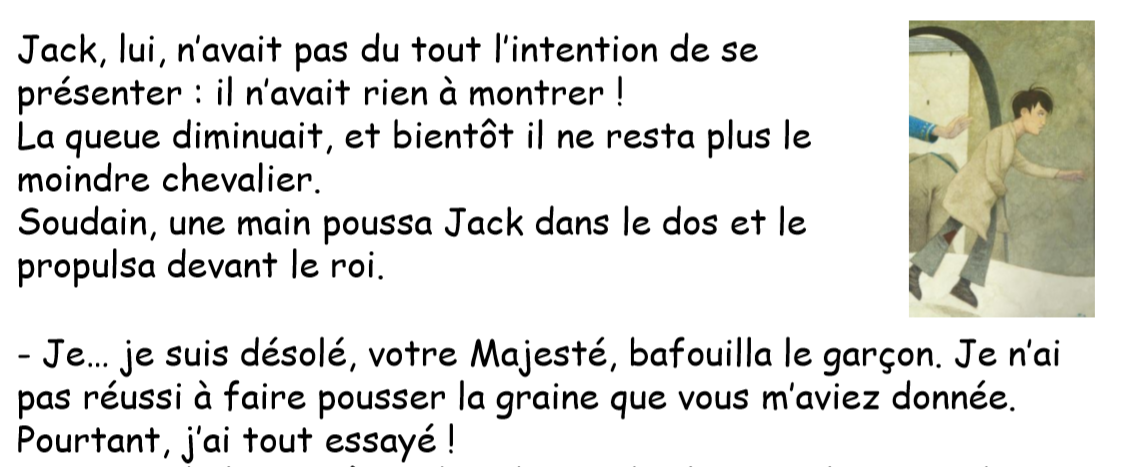 Jack, lui, n'avait pas du tout l'intention de se
présenter : il n'avait rien à montrer !
La queue diminuait, et bientôt il ne resta plus le
moindre chevalier.
Soudain, une main poussa Jack dans le dos et le
propulsa devant le roi.
- Je... je suis désolé, votre Majesté, bafouilla le garçon. Je n'ai
pas réussi à faire pousser la graine que vous m'aviez donnée.
Pourtant, j'ai tout essayé !